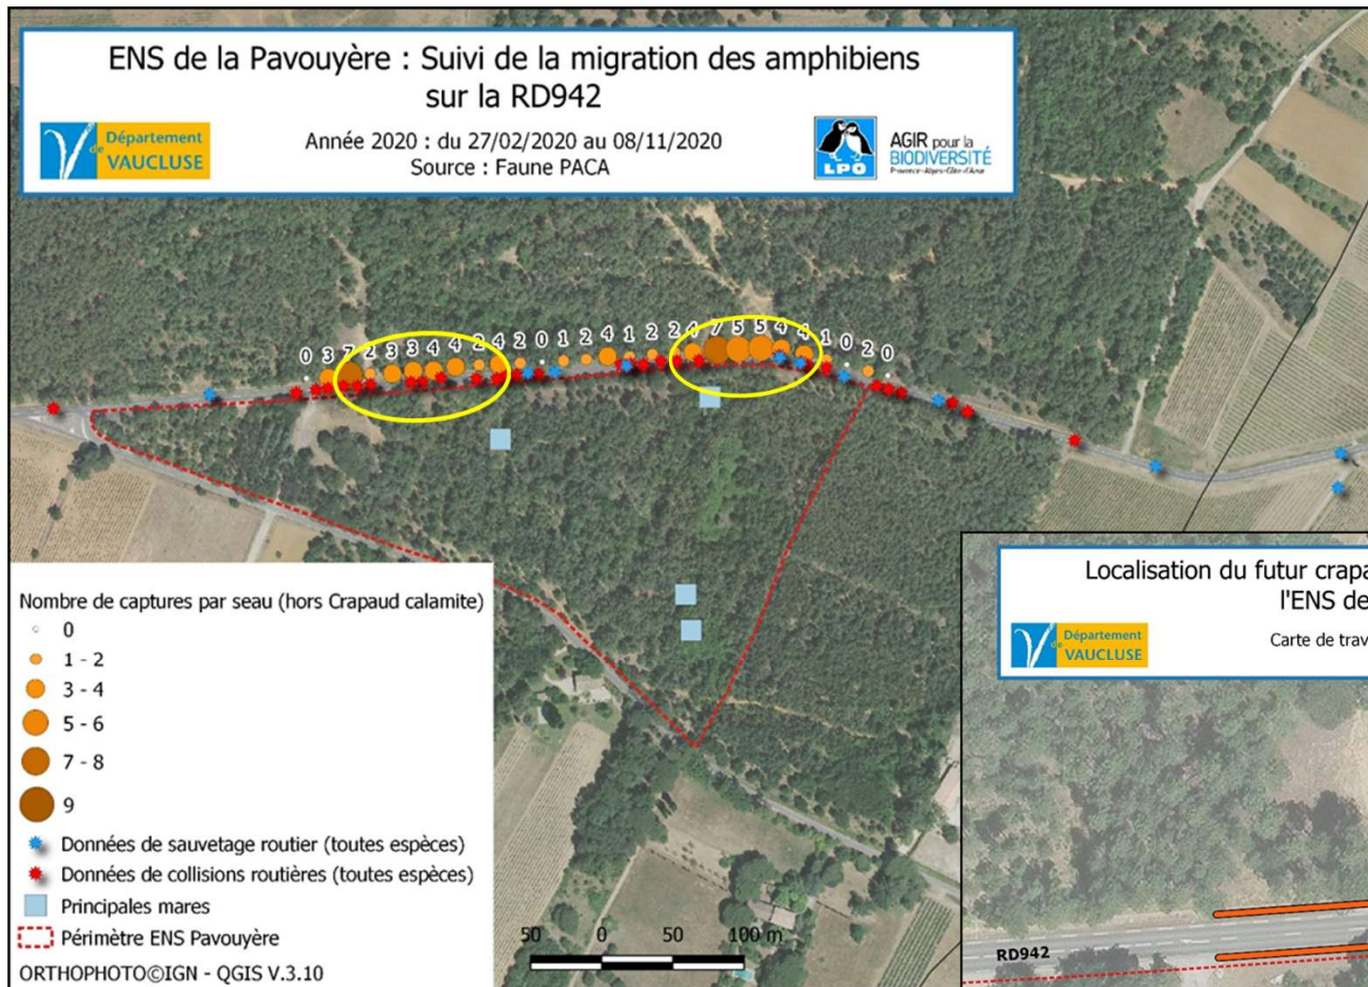 ENS de la Pavouyère : Suivi de la migration des amphibiens
sur la RD942
Département
de VAUCLUSE
Année 2020 : du 27/02/2020 au 08/11/2020
Source : Faune PACA
LPO
AGIR pour la
BIODIVERSITÉ
Provence-Alpes-Côte d'Azur
0 3 7 2 3 3 4 4 2 4 2 0 1 2 4 1 2 2 4 7 5 5 4 4 1 0 2 0
Nombre de captures par seau (hors Crapaud calamite)
0
1 - 2
3 - 4
5 - 6
7 - 8
9
Données de sauvetage routier (toutes espèces)
Données de collisions routières (toutes espèces)
Principales mares
Périmètre ENS Pavouyère
ORTHOPHOTO©IGN - QGIS V.3.10
50 0 50 100 m
Localisation du futur crapa
l'ENS de
Département
de VAUCLUSE
Carte de trav
RD942